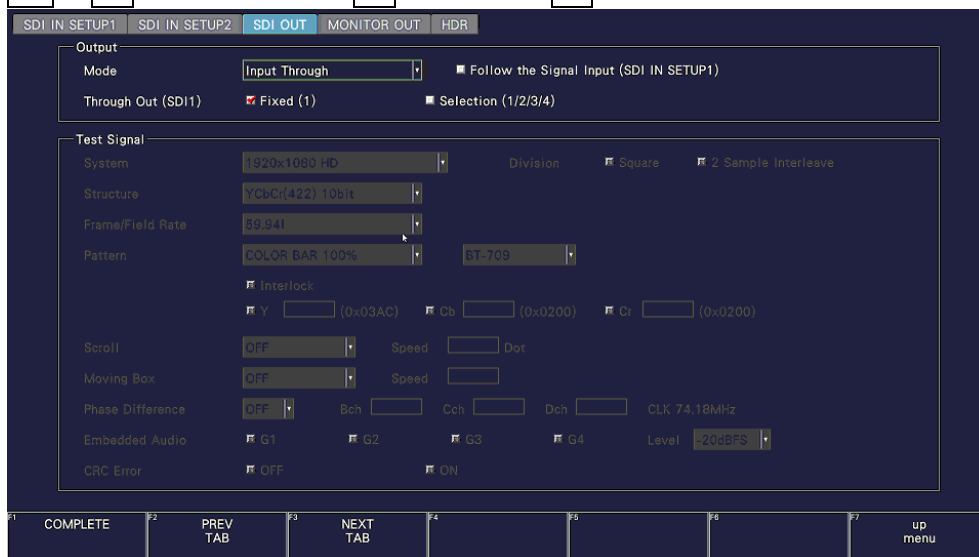 SDI IN SETUP1 SDI IN SETUP2 SDI OUT MONITOR OUT HDR
Output
Mode Input Through Follow the Signal Input (SDI IN SETUP1)
Through Out (SDI1) Fixed (1) Selection (1/2/3/4)
Test Signal
System 1920x1080 HD Division Square 2 Sample Interleave
Structure YCbCr(422) 10bit
Frame/Field Rate 59.94I
Pattern COLOR BAR 100% BT-709
Interlock
Y (0x03AC) Cb (0x0200) Cr (0x0200)
Scroll OFF Speed Dot
Moving Box OFF Speed
Phase Difference OFF Bch Cch Dch CLK 74.18MHz
Embedded Audio G1 G2 G3 G4 Level -20dBFS
CRC Error OFF ON
F1 COMPLETE F2 PREV TAB F3 NEXT TAB F4 F5 F6 F7 up menu